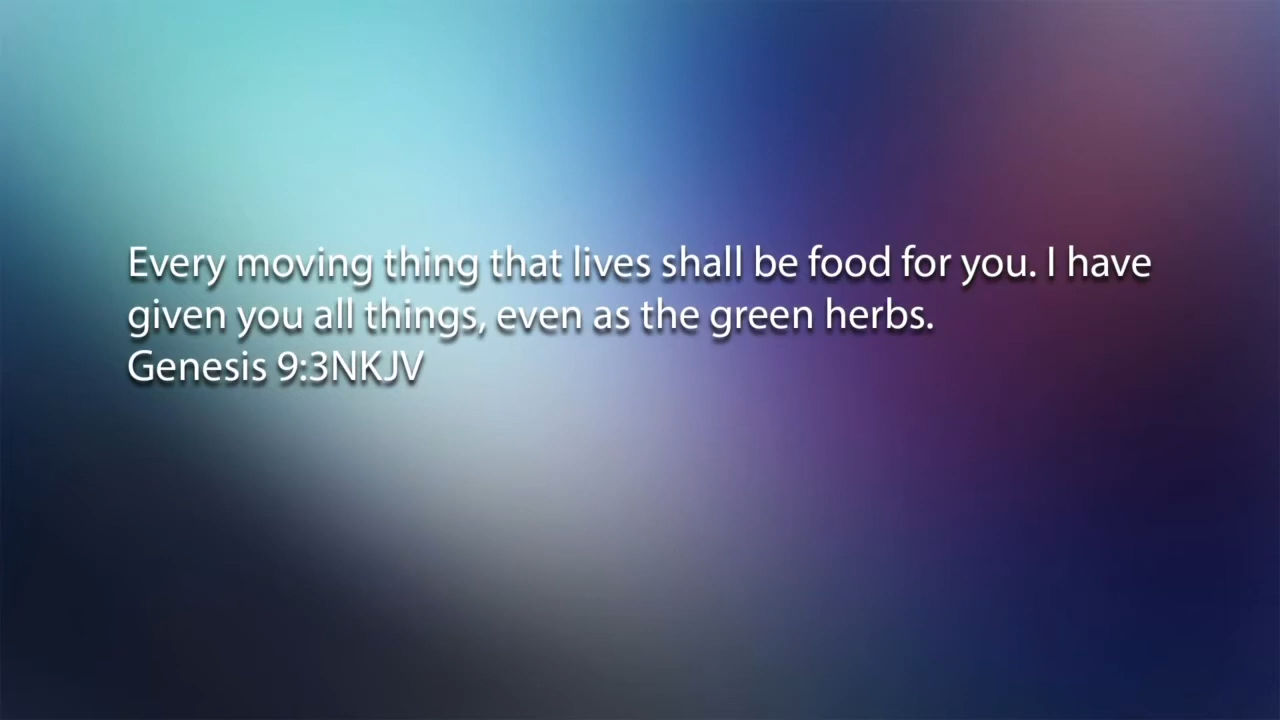 Every moving thing that lives shall be food for you. I have
given you all things, even as the green herbs.
Genesis 9:3NKJV